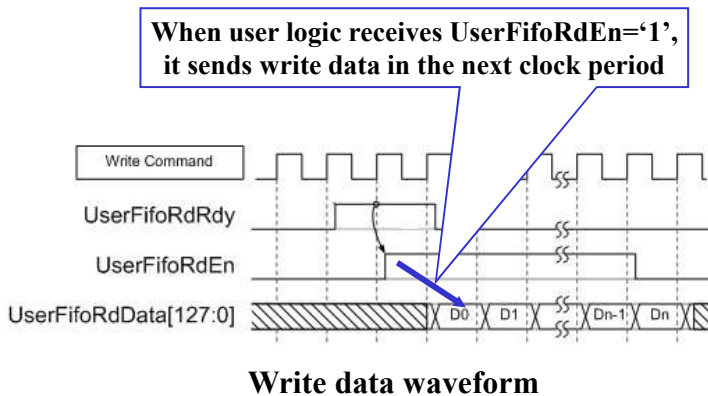 When user logic receives UserFifoRdEn=‘1’,
it sends write data in the next clock period
Write Command
UserFifoRdRdy
UserFifoRdEn
UserFifoRdData[127:0]
D0 D1 Dn-1 Dn
Write data waveform